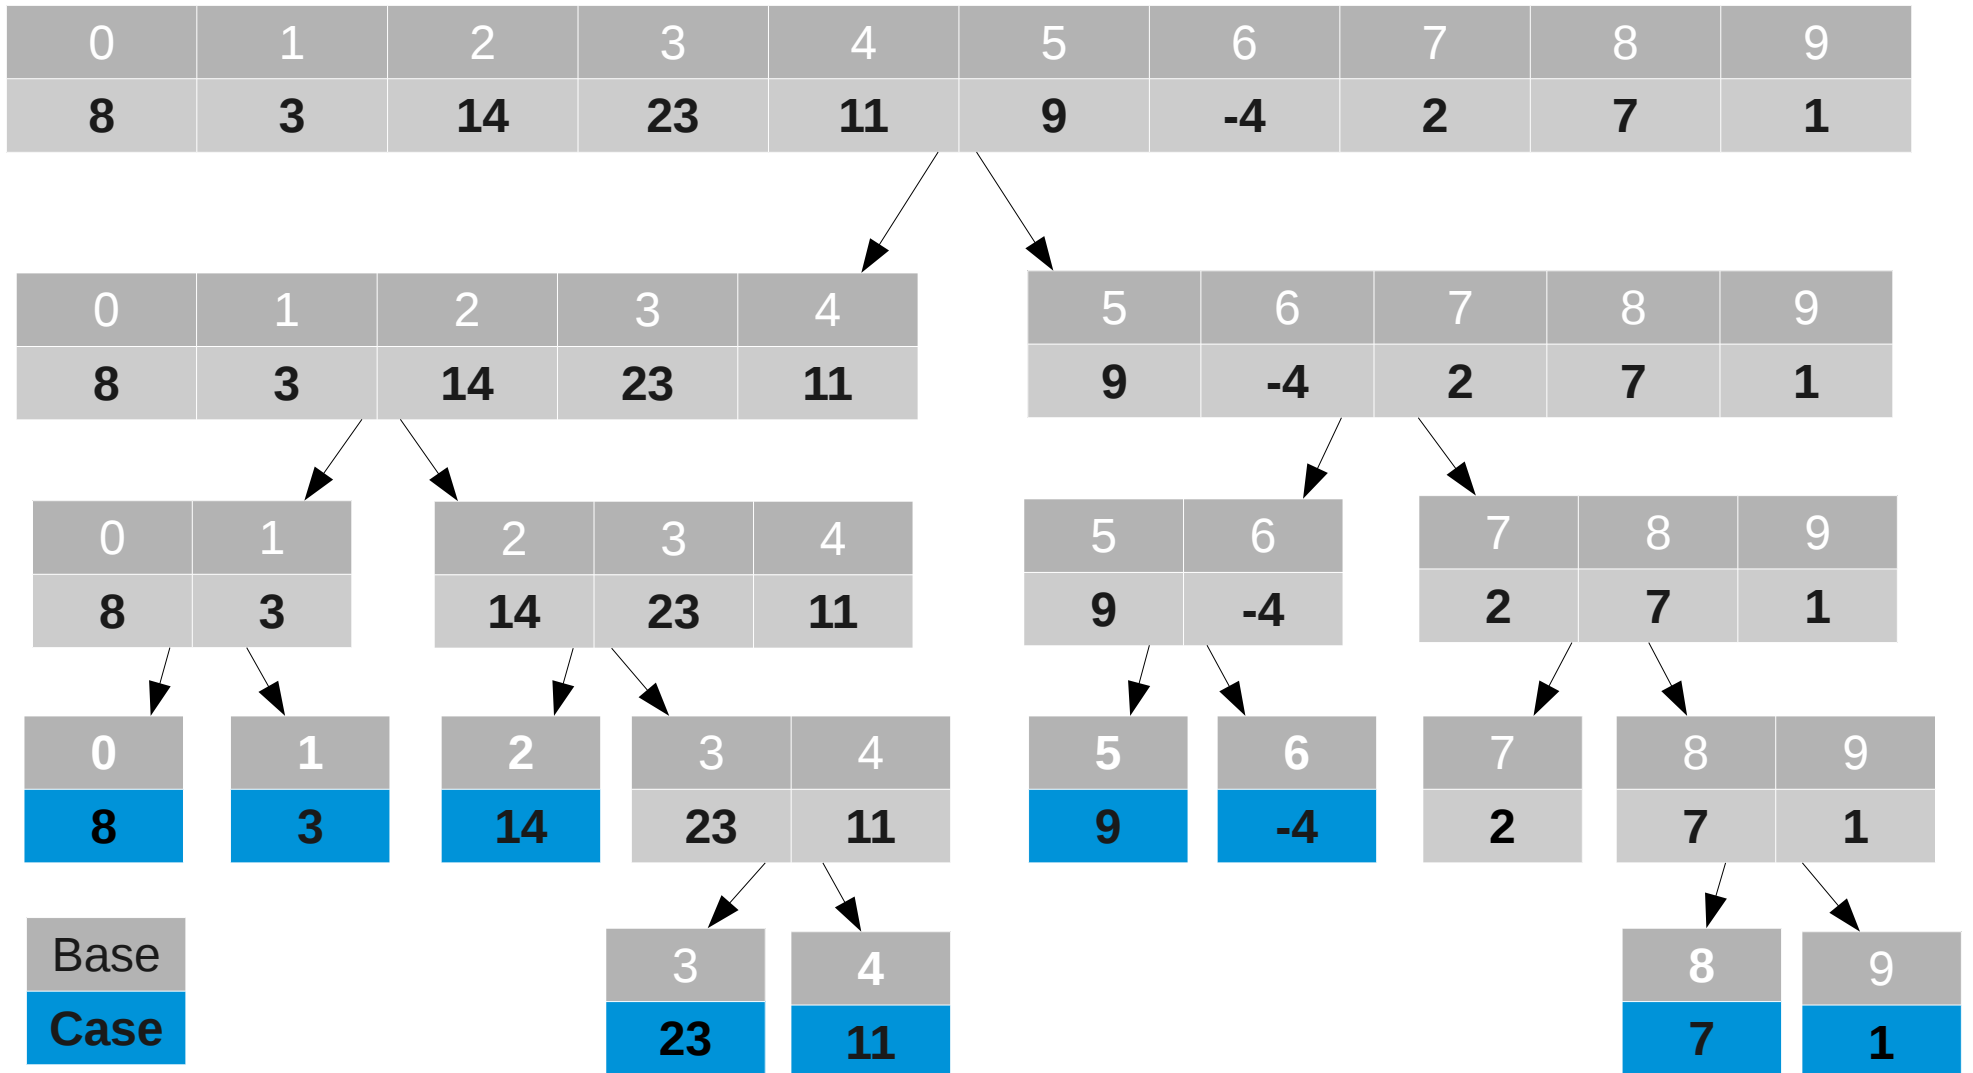 0 1 2 3 4 5 6 7 8 9
8 3 14 23 11 9 -4 2 7 1
0 1 2 3 4
8 3 14 23 11
5 6 7 8 9
9 -4 2 7 1
0 1
8 3
2 3 4
14 23 11
5 6
9 -4
7 8 9
2 7 1
0
8
1
3
2
14
3 4
23 11
5
9
6
-4
7
2
8 9
7 1
Base
Case
3
23
4
11
8
7
9
1